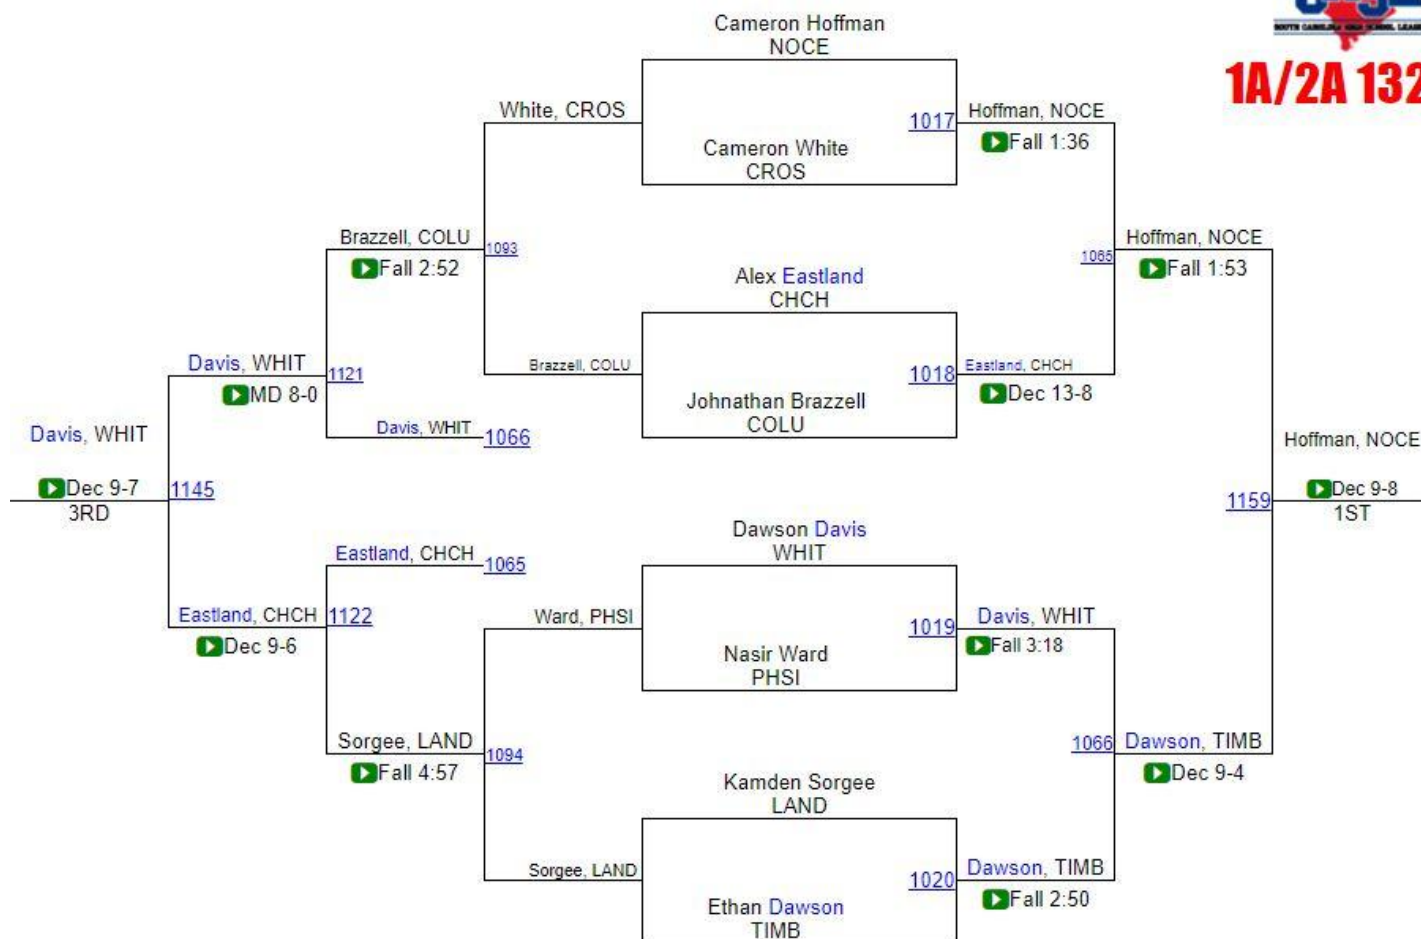 SOUTH CAROLINA HIGH SCHOOL LEAGUE
1A/2A 132
Cameron Hoffman
NOCE
White, CROS
1017
Hoffman, NOCE
Fall 1:36
Cameron White
CROS
Brazzell, COLU
Fall 2:52
1093
1065
Hoffman, NOCE
Fall 1:53
Alex Eastland
CHCH
Davis, WHIT
MD 8-0
1121
Brazzell, COLU
1018
Eastland, CHCH
Dec 13-8
Johnathan Brazzell
COLU
Davis, WHIT
1066
Davis, WHIT
Dec 9-7
3RD
1145
Hoffman, NOCE
1159
Dec 9-8
1ST
Dawson Davis
WHIT
Eastland, CHCH
1065
Eastland, CHCH
Dec 9-6
1122
Ward, PHSI
1019
Davis, WHIT
Fall 3:18
Nasir Ward
PHSI
Sorgee, LAND
Fall 4:57
1094
1066
Dawson, TIMB
Dec 9-4
Kamden Sorgee
LAND
Sorgee, LAND
1020
Dawson, TIMB
Fall 2:50
Ethan Dawson
TIMB